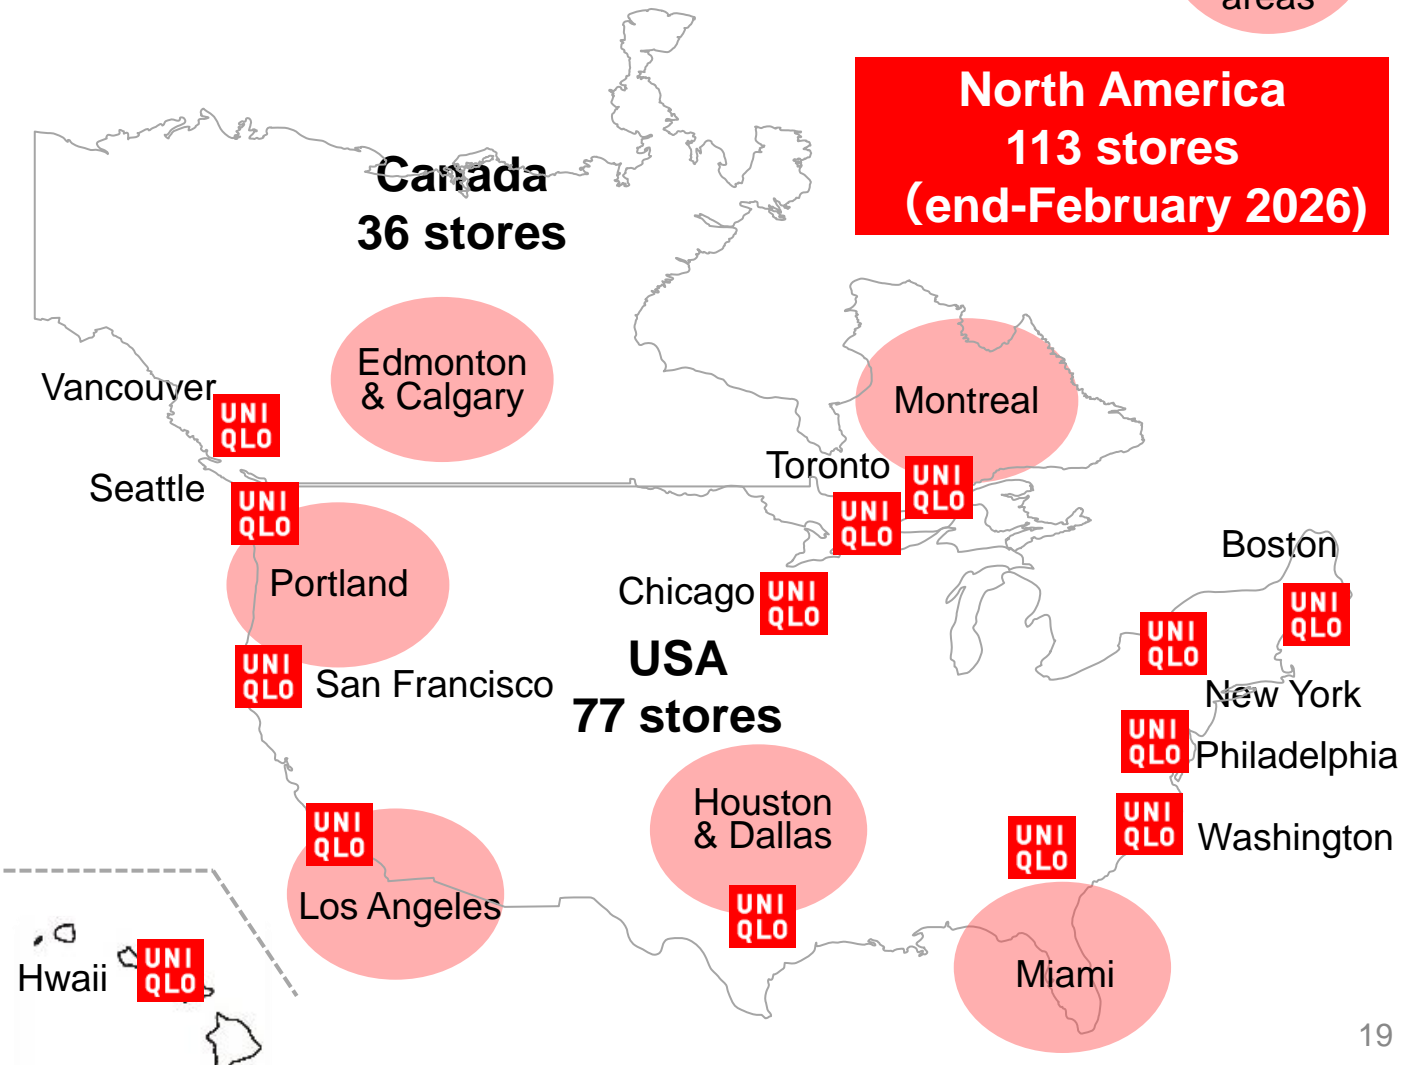 areas
North America
113 stores
（end-February 2026)
Canada
36 stores
Edmonton
& Calgary
Montreal
Vancouver
UNI
QLO
Toronto
UNI
QLO
Seattle
UNI
QLO
UNI
QLO
Boston
Portland
Chicago
UNI
QLO
UNI
QLO
UNI
QLO
USA
77 stores
UNI
QLO
San Francisco
New York
UNI
QLO
Philadelphia
Houston
& Dallas
UNI
QLO
Washington
UNI
QLO
UNI
QLO
Los Angeles
UNI
QLO
Hwaii
UNI
QLO
Miami
19